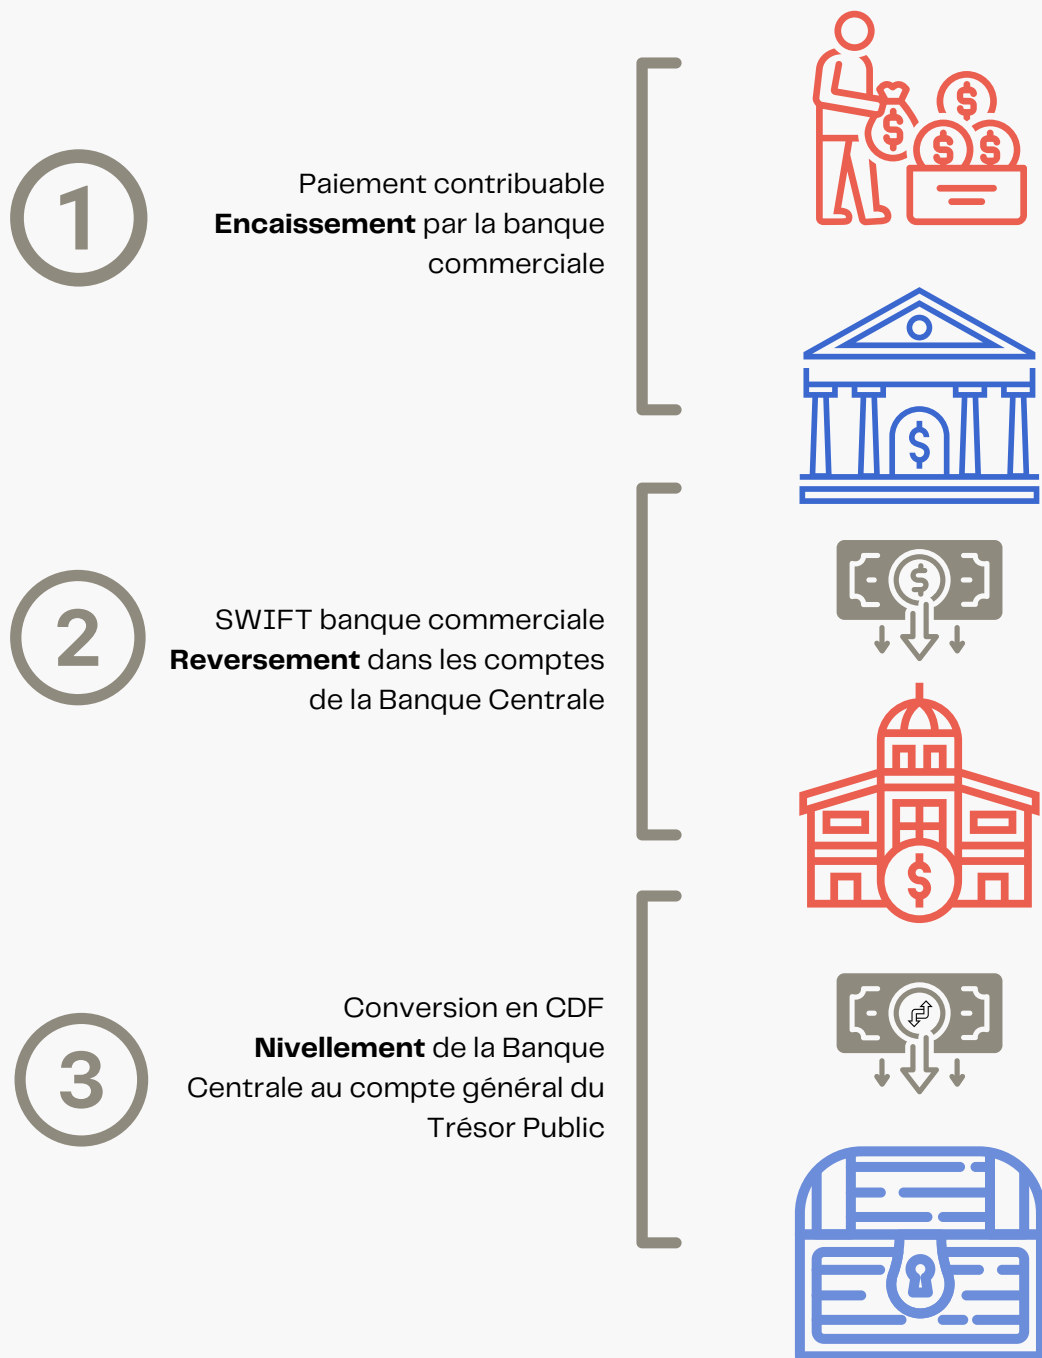 1
Paiement contribuable
Encaissement par la banque
commerciale
$
$
$
$
$
2
SWIFT banque commerciale
Reversement dans les comptes
de la Banque Centrale
$
$
3
Conversion en CDF
Nivellement de la Banque
Centrale au compte général du
Trésor Public